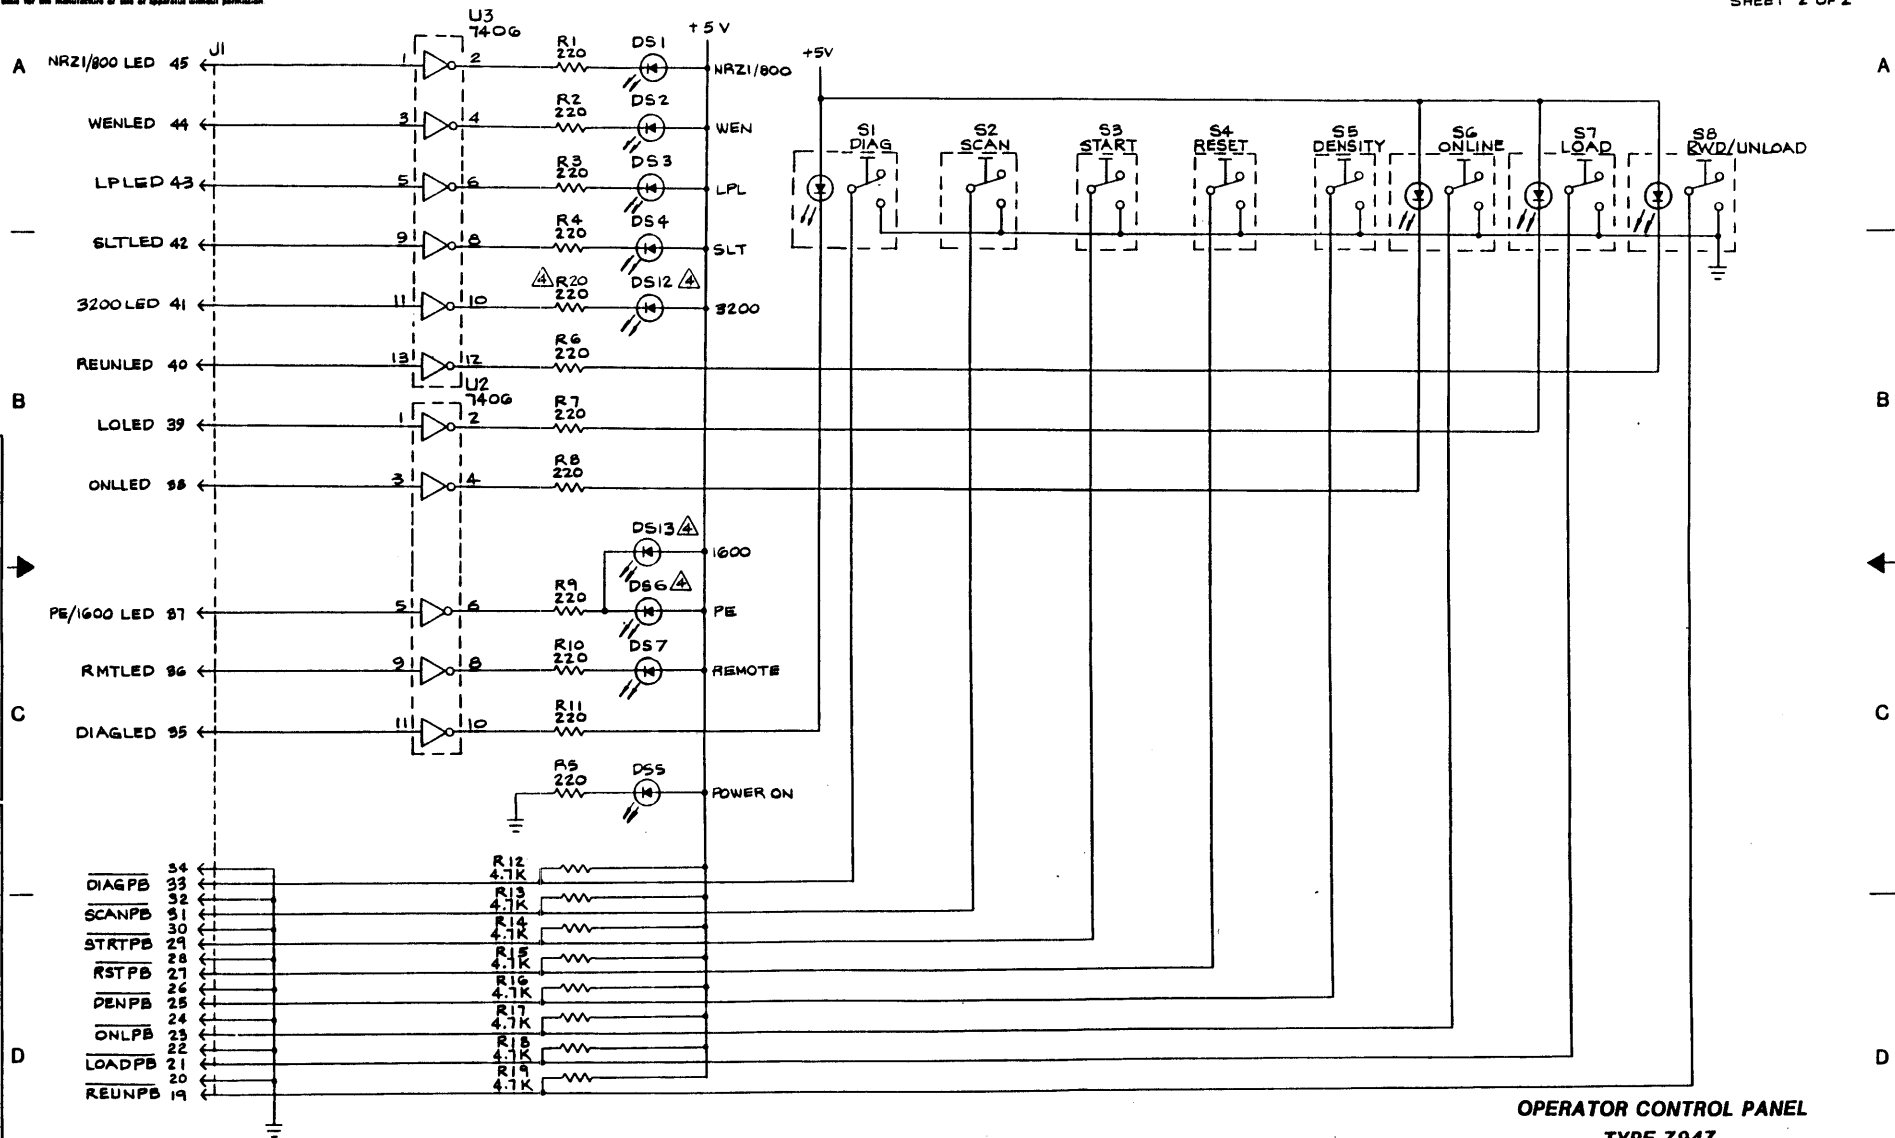 SHEET 2 OF 2
A
A
J1
U3
7406
+5V
+5V
NRZ1/800 LED 45
1
2
R1
220
DS1
NRZ1/800
WENLED 44
3
4
R2
220
DS2
WEN
LPLED 43
5
6
R3
220
DS3
LPL
SLTLED 42
9
8
R4
220
DS4
SLT
3200LED 41
11
10
4
R20
220
DS12
4
3200
REUNLED 40
13
12
R6
220
S1
DIAG
S2
SCAN
S3
START
S4
RESET
S5
DENSITY
S6
ONLINE
S7
LOAD
S8
RWD/UNLOAD
B
B
U2
7406
LOLED 39
1
2
R7
220
ONLLED 38
3
4
R8
220
DS13
4
1600
PE/1600 LED 37
5
6
R9
220
DS6
4
PE
RMTLED 36
9
8
R10
220
DS7
REMOTE
C
C
DIAGLED 35
11
10
R11
220
R5
220
DS5
POWER ON
34
R12
4.7K
DIAGPB 33
32
R13
4.7K
SCANPB 31
30
R14
4.7K
STRTPB 29
28
R15
4.7K
RSTPB 27
26
R16
4.7K
DENPB 25
24
R17
4.7K
ONLPB 23
22
R18
4.7K
D
D
LOADPB 21
20
R19
4.7K
REUNPB 19
OPERATOR CONTROL PANEL
TYPE 7947